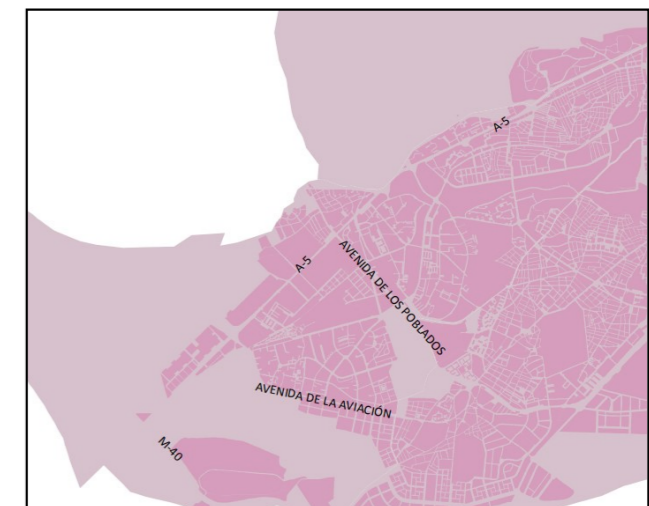 A-5
A-5
AVENIDA DE LOS POBLADOS
AVENIDA DE LA AVIACIÓN
M-40